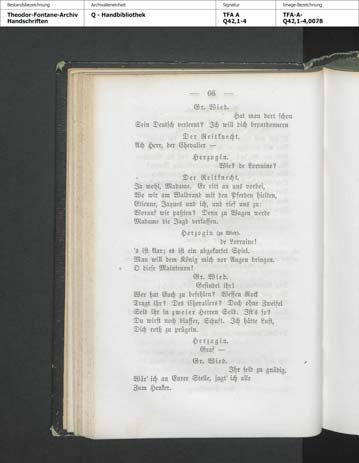 Bestandsbezeichnung
Theodor-Fontane-Archiv
Handschriften
Archivalieneinheit
Q - Handbibliothek
Signatur
TFA A
Q42,1-4
Image-Bezeichnung
TFA-A-
Q42,1-4,0078
— 66 —
Gr. Wied.
Hat man dort schon
Sein Deutsch verlernt? Ich will dich
Der Reitknecht.
Ach Herr, der Chevalier —
Herzogin.
Wie? de Lorraine?
Der Reitknecht.
Ja wohl, Madame. Er ritt an uns vorbei,
Wo wir am Waldrand mit den Pferden hielten,
Etienne, Jaques und ich, und rief uns zu:
Worauf wir paßten? Denn zu Wagen werde
Madame die Jagd verlassen.
Herzogin (zu Wied).
de Lorraine!
's ist klar; es ist ein abgekartet Spiel.
Man will dem König mich vor Augen bringen.
O diese Maintenon!
Gr. Wied.
Gesindel ihr!
Wer hat Euch zu befehlen? Wessen Rock
Tragt ihr? Des Chevaliers? Doch ohne Zweifel
Seid ihr in zweier Herren Sold. Ist's so?
Du wirst noch blasser, Schuft. Ich hätte Lust,
Dich roth zu prügeln.
Herzogin.
Graf —
Gr. Wied.
Ihr seid zu gnädig.
Wär' ich an Eurer Stelle, jagt' ich alle
Zum Henker.